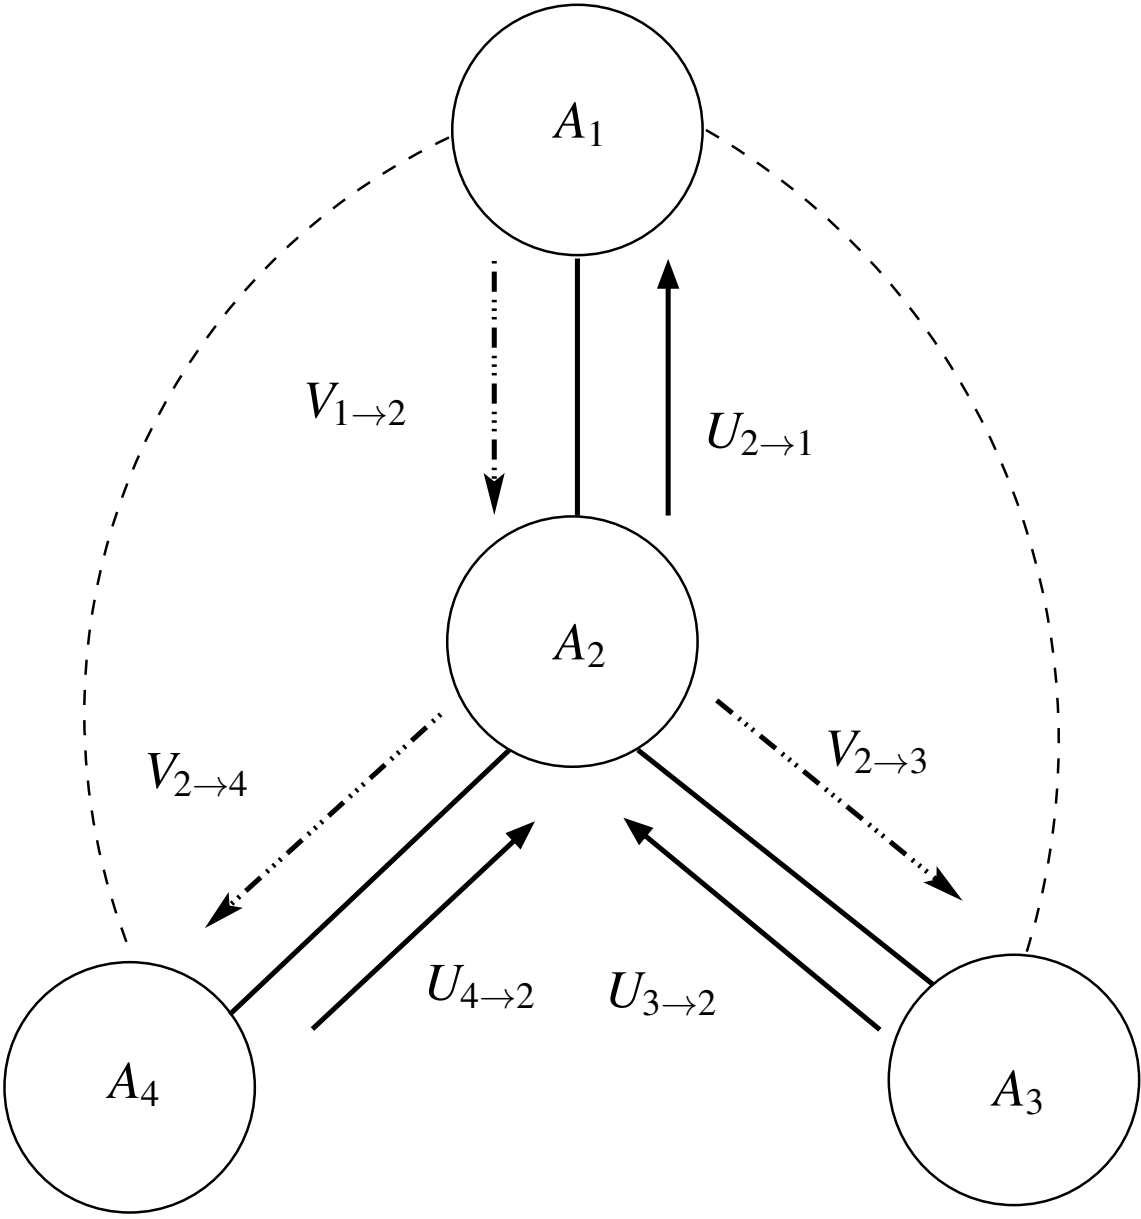 A₁
V₁→₂
U₂→₁
A₂
V₂→₃
V₂→₄
U₄→₂
U₃→₂
A₄
A₃